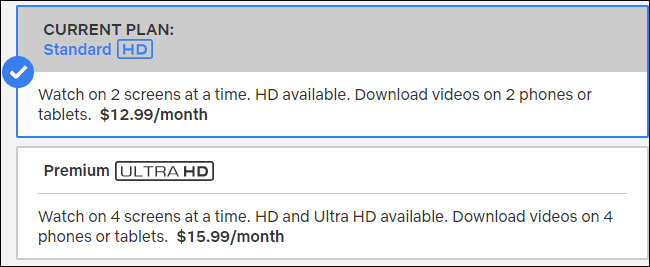 CURRENT PLAN:
Standard HD
Watch on 2 screens at a time. HD available. Download videos on 2 phones or
tablets. $12.99/month
Premium ULTRA HD
Watch on 4 screens at a time. HD and Ultra HD available. Download videos on 4
phones or tablets. $15.99/month